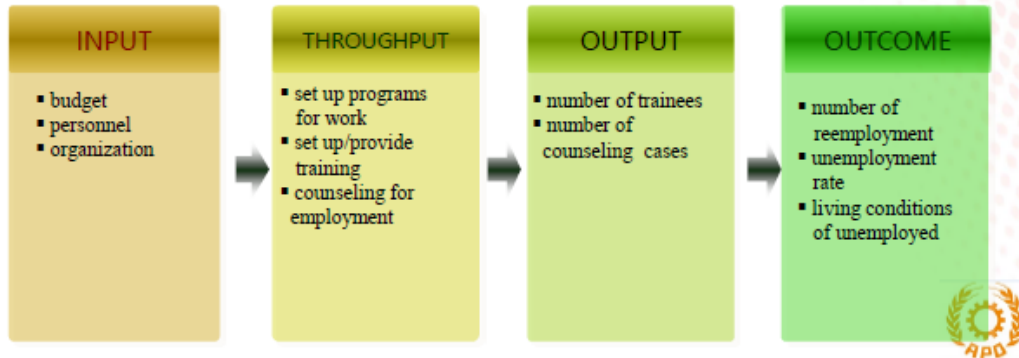 INPUT
▪ budget
▪ personnel
▪ organization
THROUGHPUT
▪ set up programs
for work
▪ set up/provide
training
▪ counseling for
employment
OUTPUT
▪ number of trainees
▪ number of
counseling cases
OUTCOME
▪ number of
reemployment
▪ unemployment
rate
▪ living conditions
of unemployed
APO